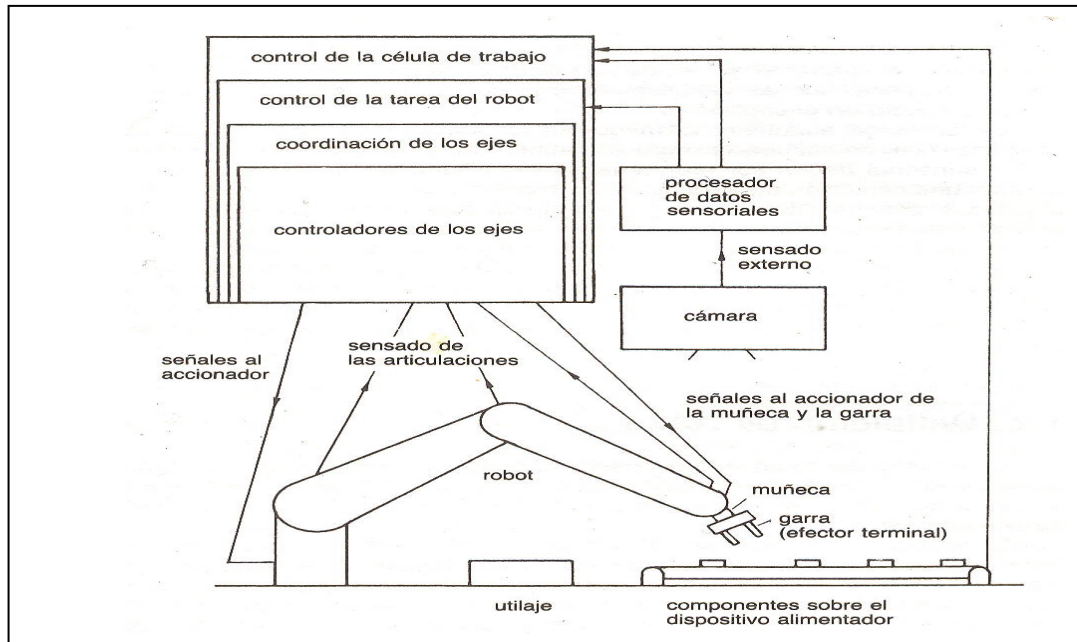 control de la célula de trabajo
control de la tarea del robot
coordinación de los ejes
controladores de los ejes
procesador
de datos
sensoriales
sensado
externo
cámara
señales al
accionador
sensado de
las articulaciones
señales al accionador de
la muñeca y la garra
robot
muñeca
garra
(efector terminal)
utilaje
componentes sobre el
dispositivo alimentador